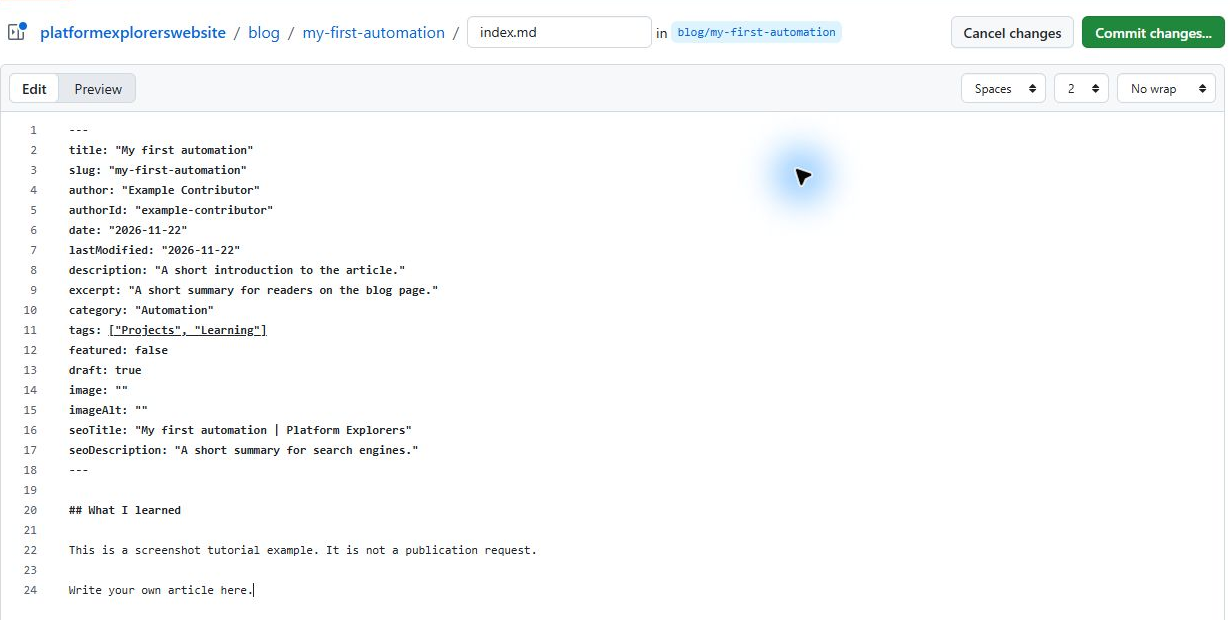 platformexplorerswebsite / blog / my-first-automation / index.md in blog/my-first-automation Cancel changes Commit changes...
Edit Preview Spaces 2 No wrap
1 ---
2 title: "My first automation"
3 slug: "my-first-automation"
4 author: "Example Contributor"
5 authorId: "example-contributor"
6 date: "2026-11-22"
7 lastModified: "2026-11-22"
8 description: "A short introduction to the article."
9 excerpt: "A short summary for readers on the blog page."
10 category: "Automation"
11 tags: ["Projects", "Learning"]
12 featured: false
13 draft: true
14 image: ""
15 imageAlt: ""
16 seoTitle: "My first automation | Platform Explorers"
17 seoDescription: "A short summary for search engines."
18 ---
19
20 ## What I learned
21
22 This is a screenshot tutorial example. It is not a publication request.
23
24 Write your own article here.